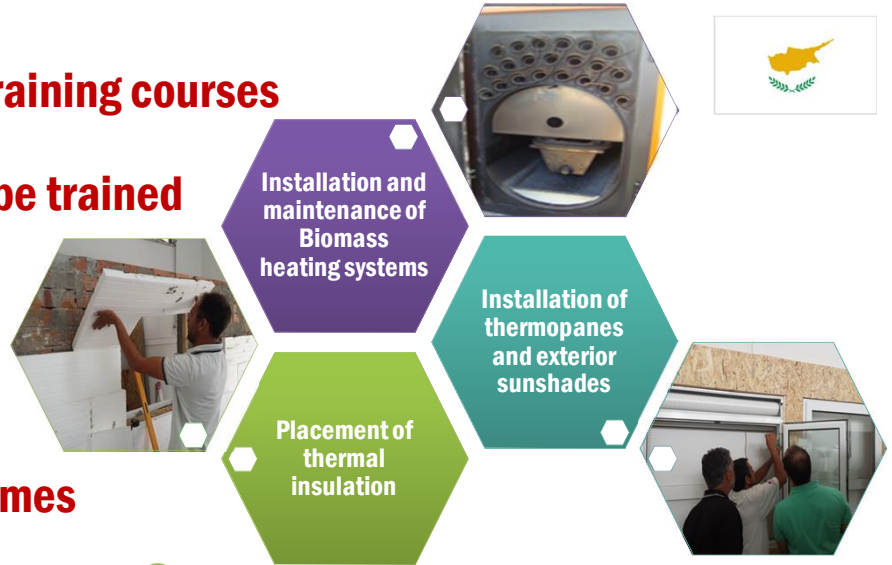 raining courses
be trained
Installation and
maintenance of
Biomass
heating systems
Installation of
thermopanes
and exterior
sunshades
Placement of
thermal
insulation
mes